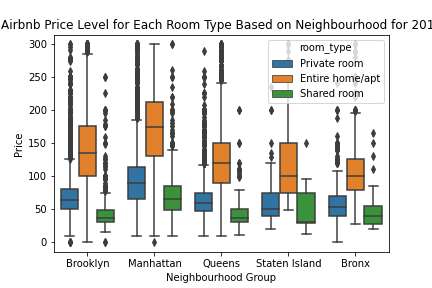 Airbnb Price Level for Each Room Type Based on Neighbourhood for 201
room_type
Private room
Entire home/apt
Shared room
300
250
200
150
100
50
0
Price
Brooklyn Manhattan Queens Staten Island Bronx
Neighbourhood Group